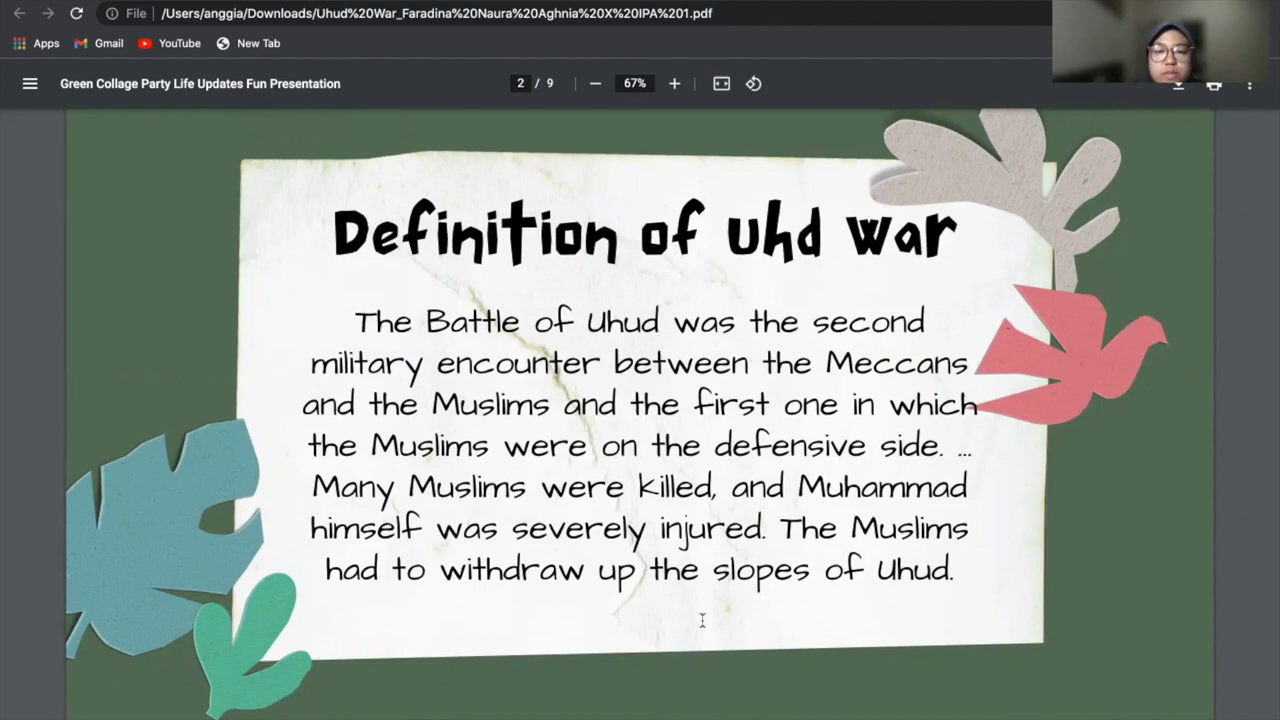 File
/Users/anggia/Downloads/Uhud%20War_Faradina%20Naura%20Aghnia%20X%20IPA%201.pdf
Apps
Gmail
YouTube
New Tab
Green Collage Party Life Updates Fun Presentation
2 / 9
67%
Definition of Uhd War
The Battle of Uhud was the second
military encounter between the Meccans
and the Muslims and the first one in which
the Muslims were on the defensive side. ...
Many Muslims were killed, and Muhammad
himself was severely injured. The Muslims
had to withdraw up the slopes of Uhud.